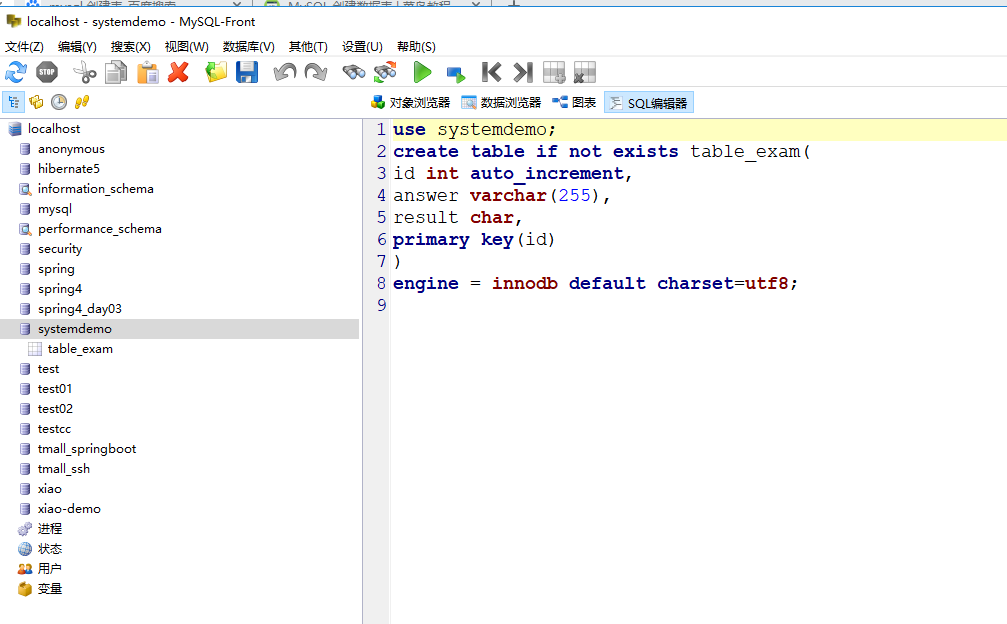 localhost - systemdemo - MySQL-Front
文件(Z) 编辑(Y) 搜索(X) 视图(W) 数据库(V) 其他(T) 设置(U) 帮助(S)
STOP
对象浏览器 数据浏览器 图表 SQL编辑器
localhost
anonymous
hibernate5
information_schema
mysql
performance_schema
security
spring
spring4
spring4_day03
systemdemo
table_exam
test
test01
test02
testcc
tmall_springboot
tmall_ssh
xiao
xiao-demo
进程
状态
用户
变量
1 use systemdemo;
2 create table if not exists table_exam(
3 id int auto_increment,
4 answer varchar(255),
5 result char,
6 primary key(id)
7 )
8 engine = innodb default charset=utf8;
9